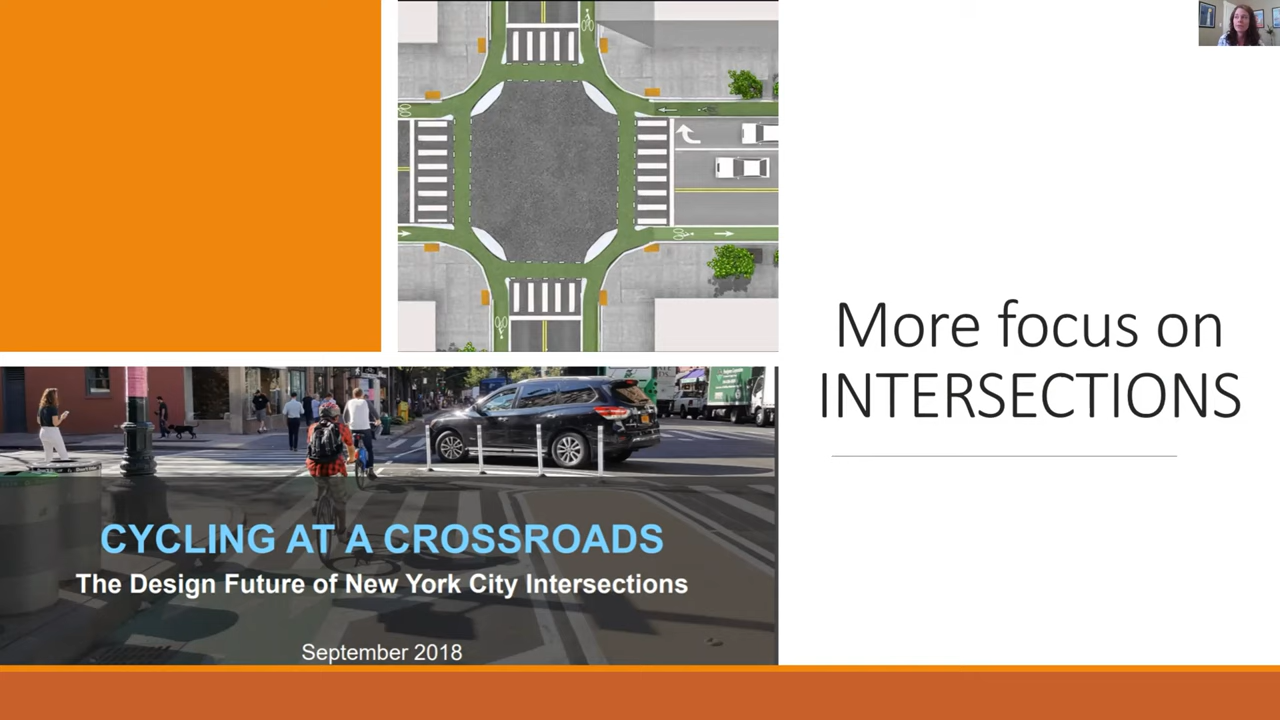 More focus on
INTERSECTIONS
CYCLING AT A CROSSROADS
The Design Future of New York City Intersections
September 2018